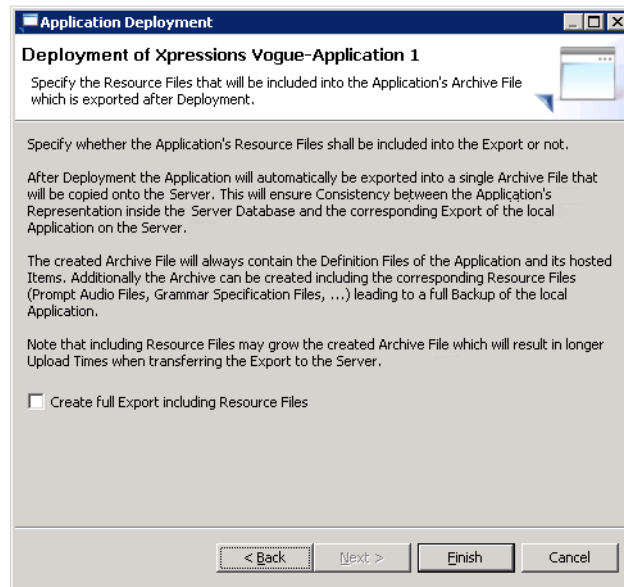 Application Deployment
Deployment of Xpressions Vogue-Application 1
Specify the Resource Files that will be included into the Application's Archive File
which is exported after Deployment.
Specify whether the Application's Resource Files shall be included into the Export or not.
After Deployment the Application will automatically be exported into a single Archive File that
will be copied onto the Server. This will ensure Consistency between the Application's
Representation inside the Server Database and the corresponding Export of the local
Application on the Server.
The created Archive File will always contain the Definition Files of the Application and its hosted
Items. Additionally the Archive can be created including the corresponding Resource Files
(Prompt Audio Files, Grammar Specification Files, ...) leading to a full Backup of the local
Application.
Note that including Resource Files may grow the created Archive File which will result in longer
Upload Times when transferring the Export to the Server.
Create full Export including Resource Files
< Back Next > Finish Cancel